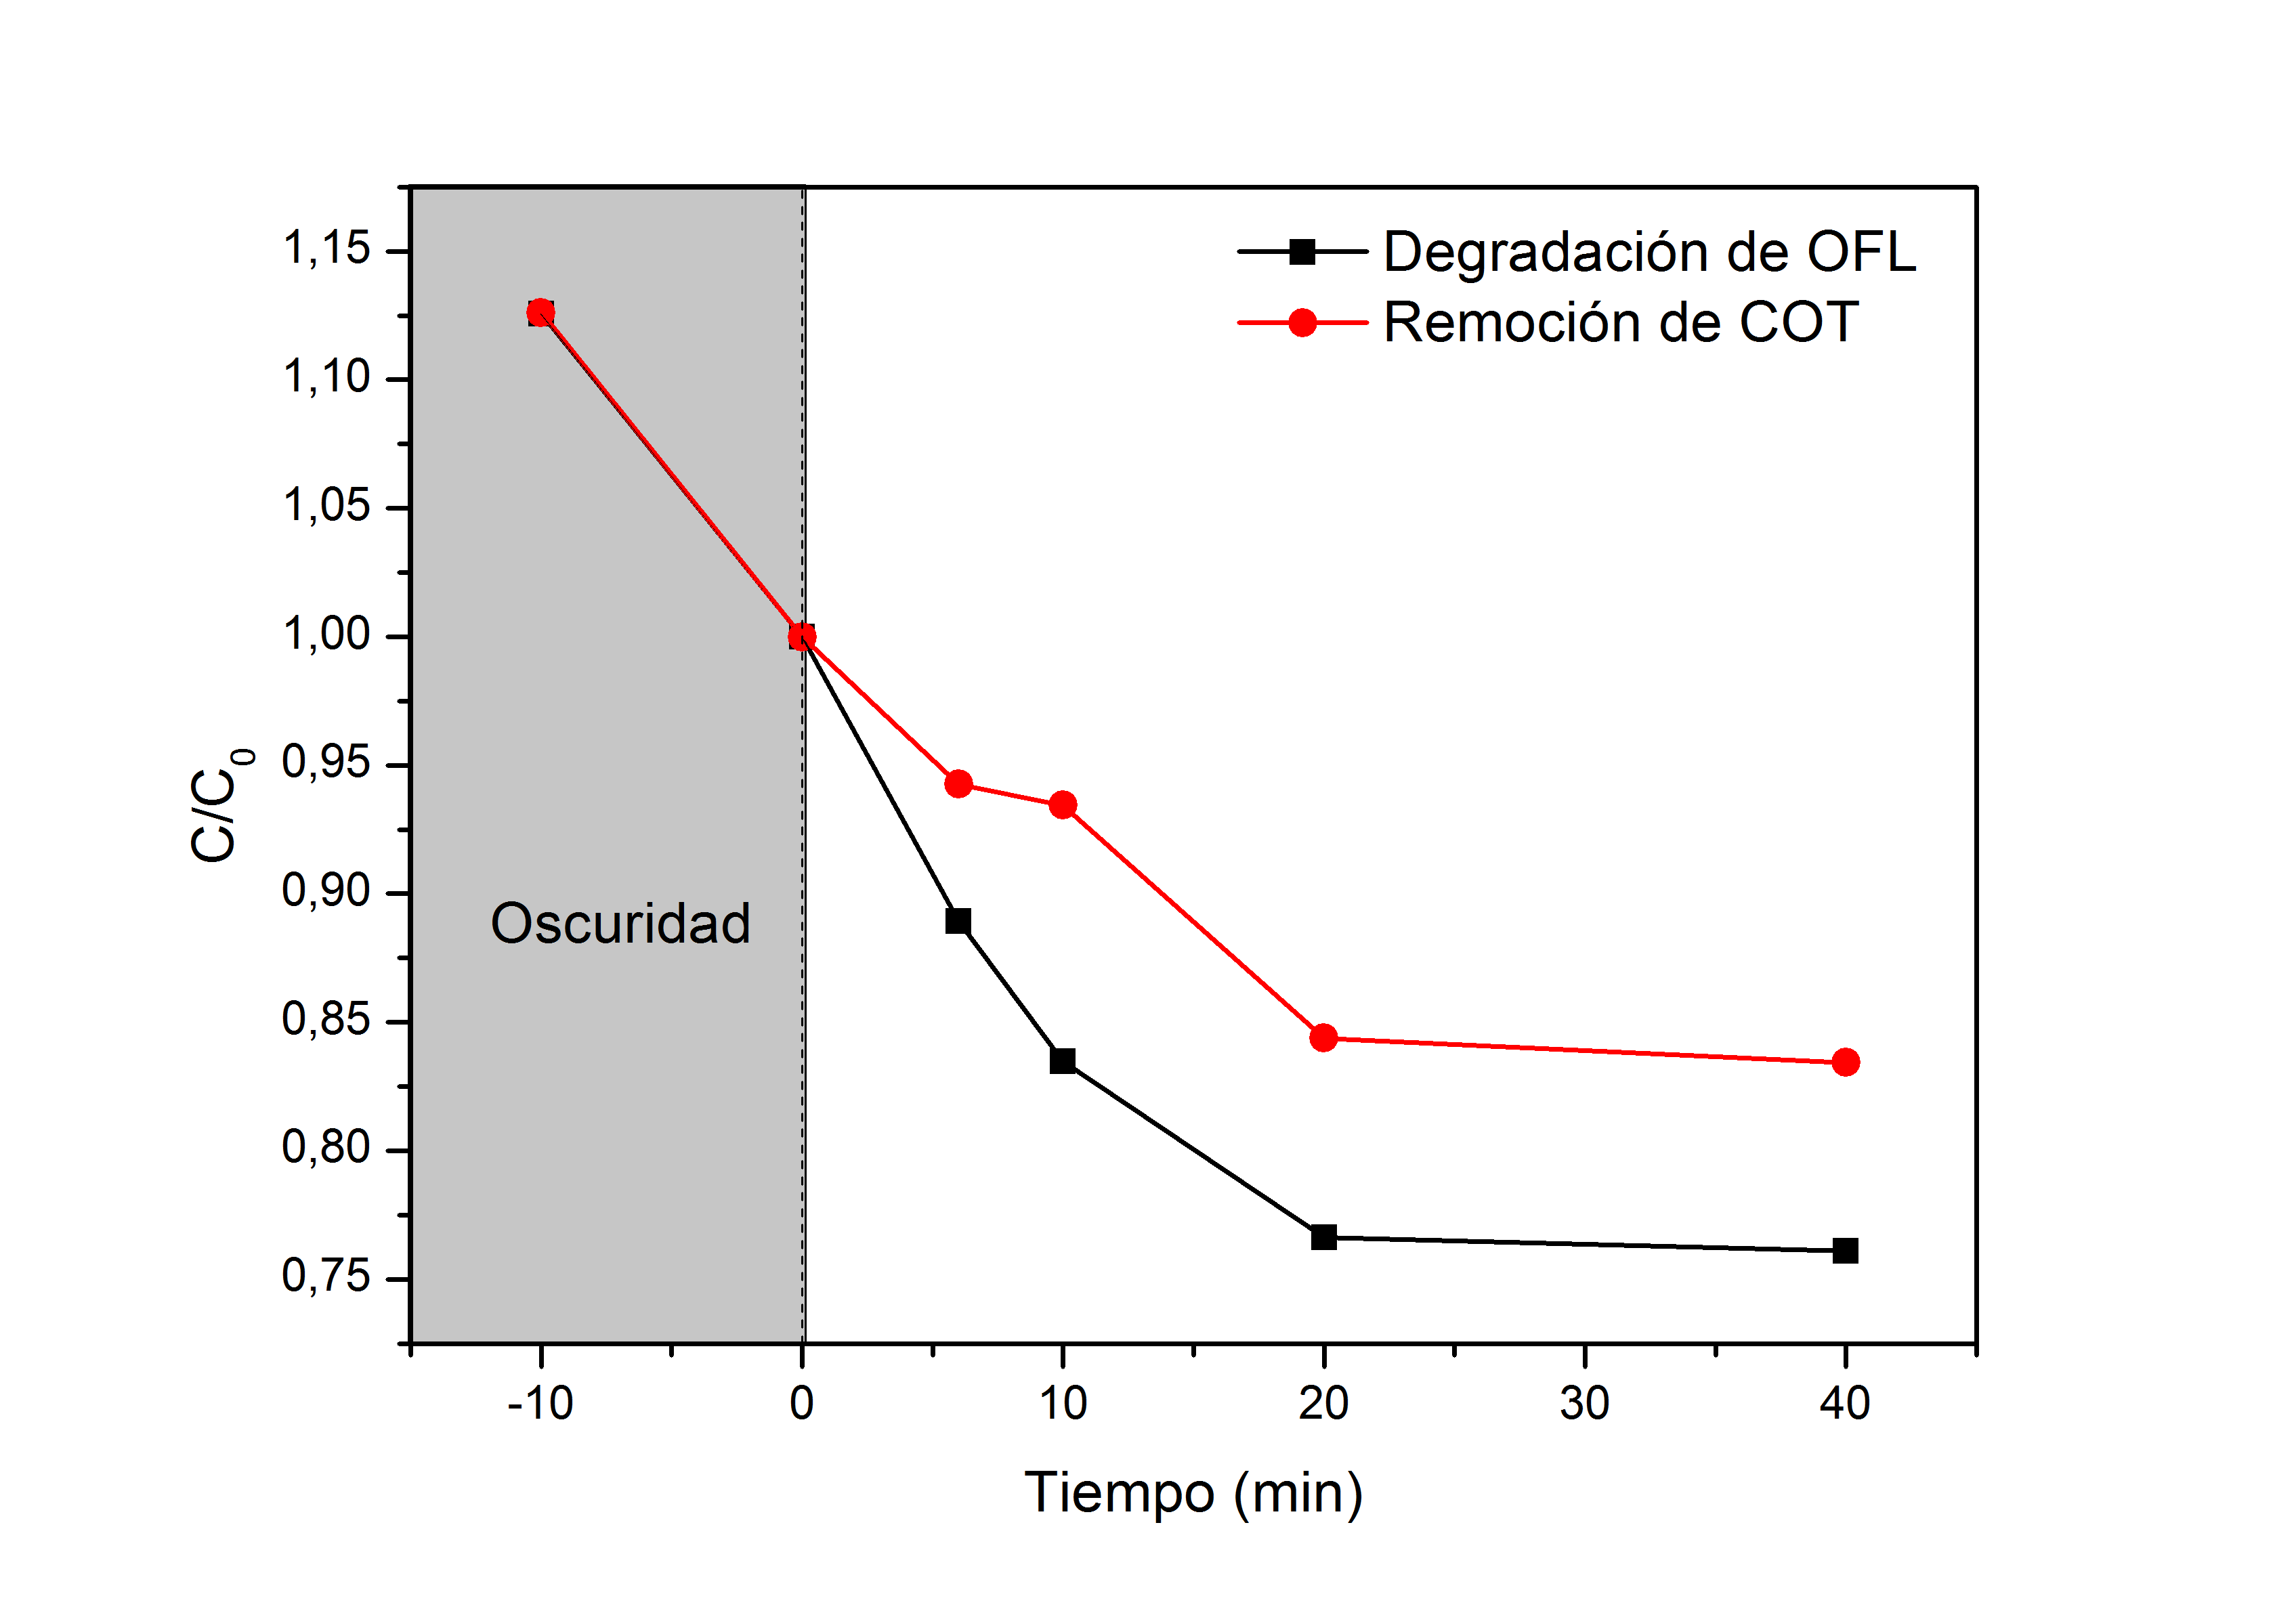 Degradación de OFL
Remoción de COT
1,15
1,10
1,05
1,00
0,95
0,90
0,85
0,80
0,75
C/C₀
Oscuridad
-10 0 10 20 30 40
Tiempo (min)